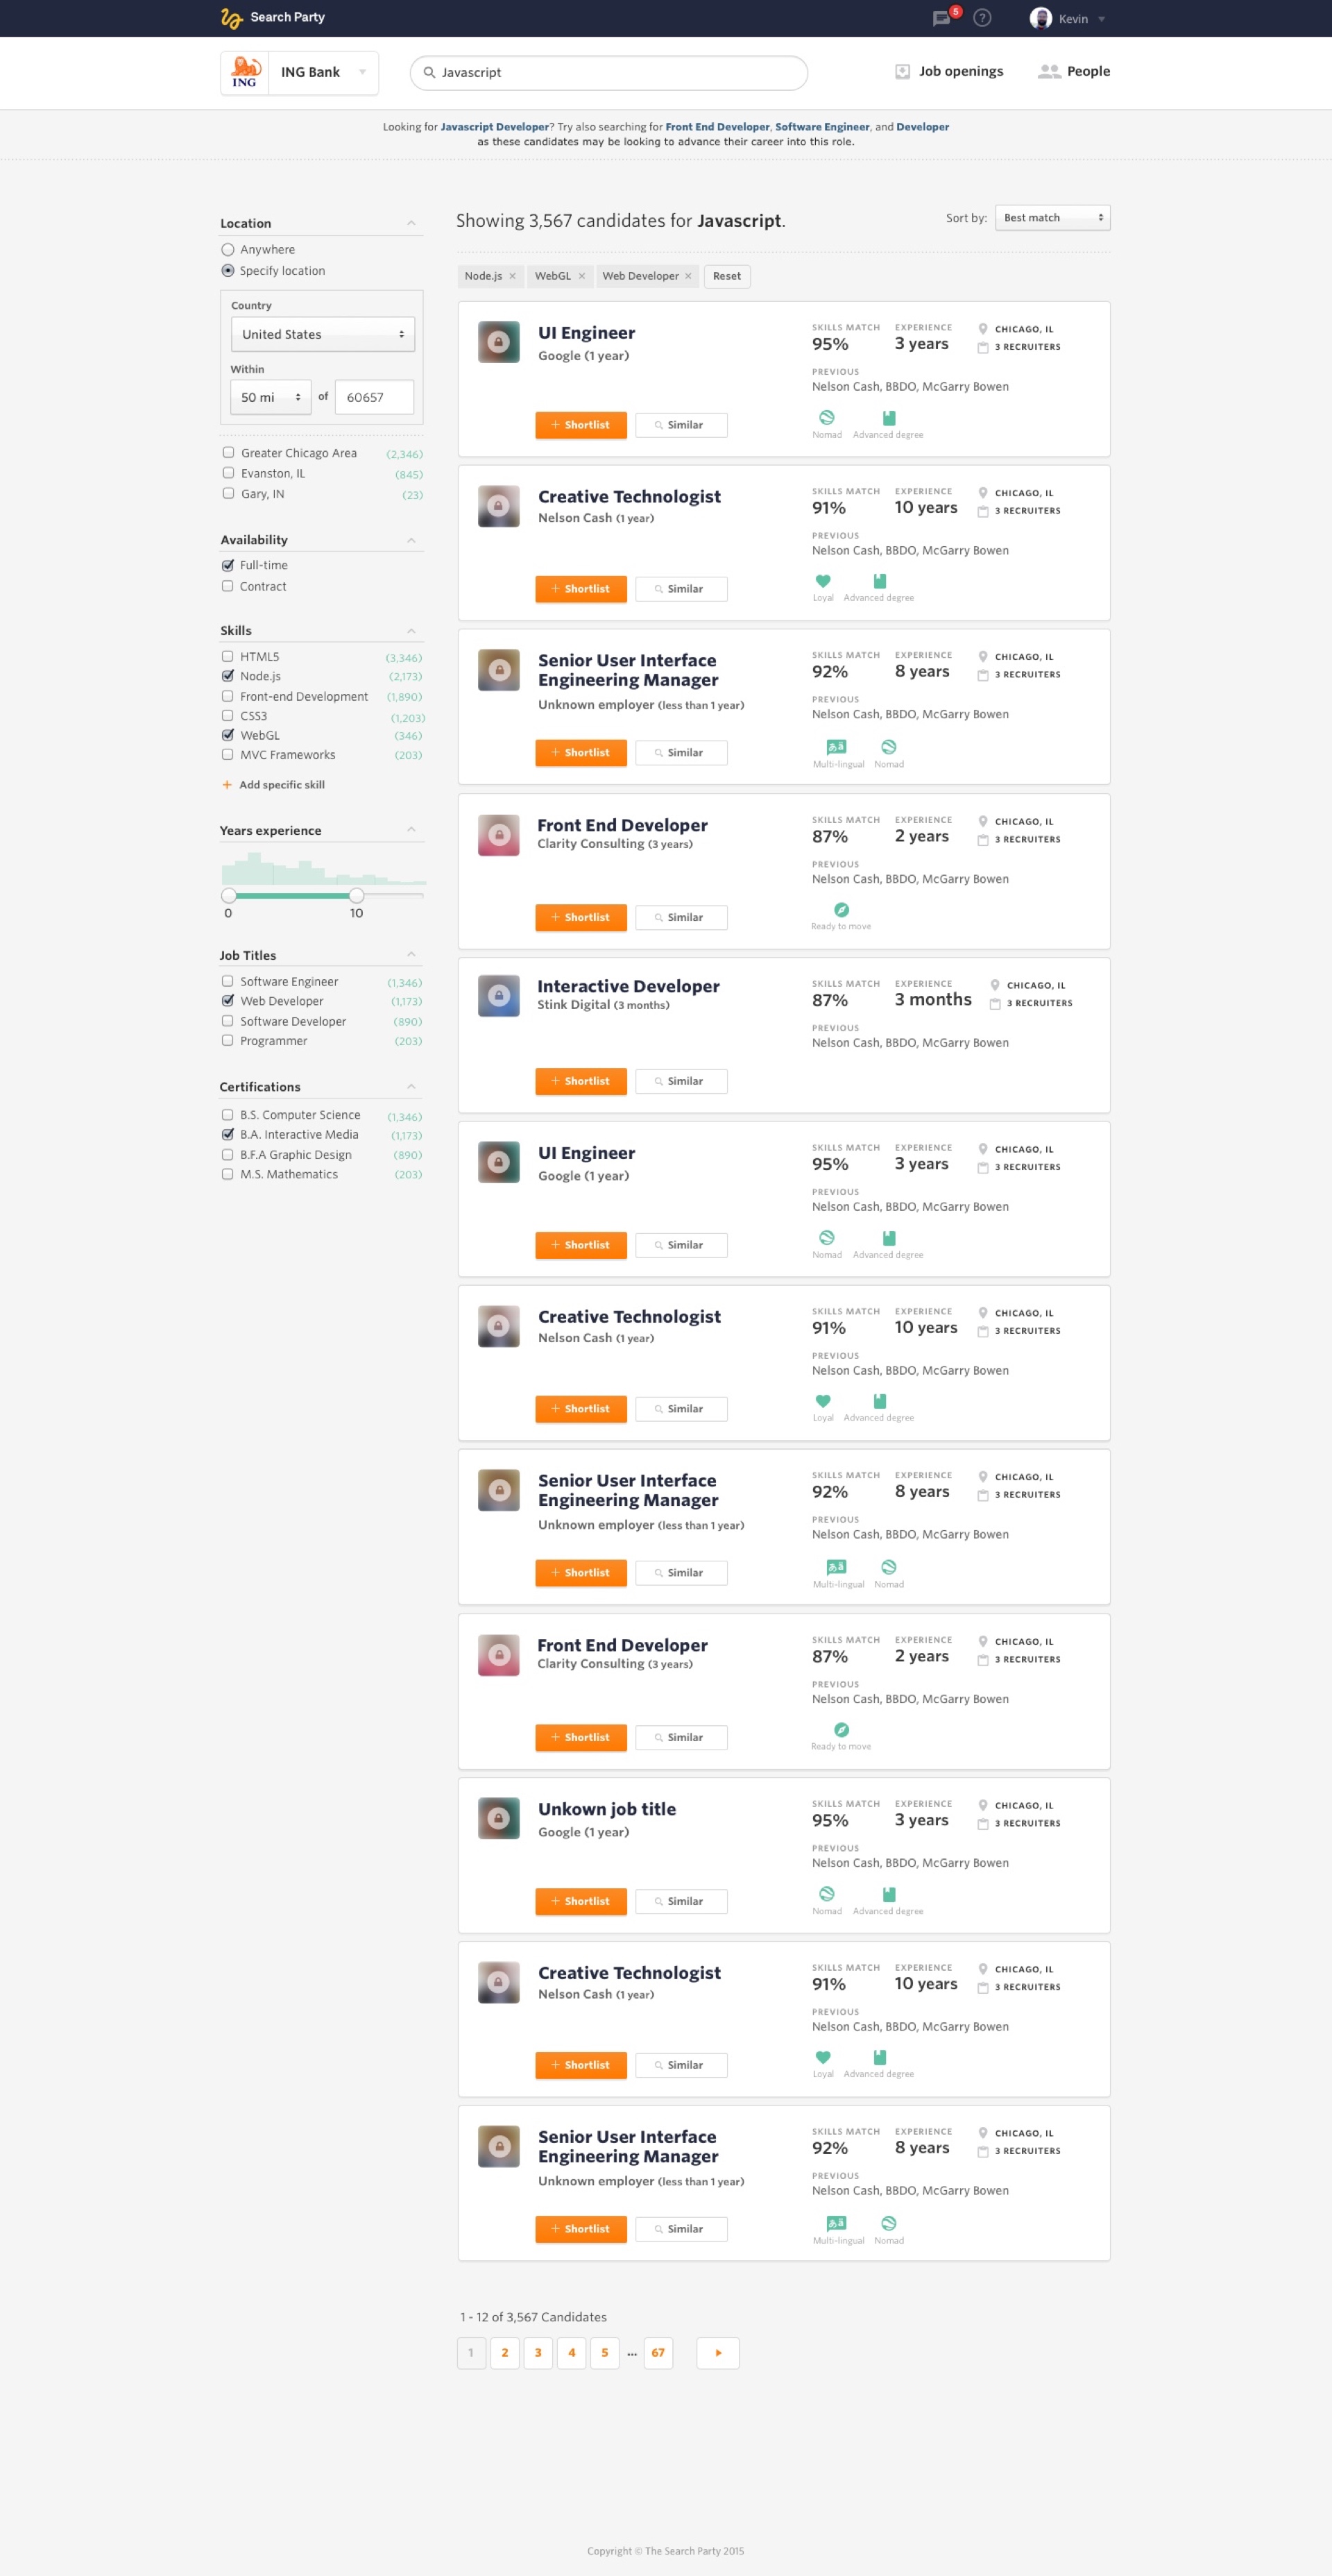 Search Party
5
?
Kevin
ING
ING Bank
Javascript
Job openings
People
Looking for Javascript Developer? Try also searching for Front End Developer, Software Engineer, and Developer
as these candidates may be looking to advance their career into this role.
Location
Anywhere
Specify location
Country
United States
Within
50 mi
of
60657
Greater Chicago Area (2,346)
Evanston, IL (845)
Gary, IN (23)
Availability
Full-time
Contract
Skills
HTML5 (3,346)
Node.js (2,173)
Front-end Development (1,890)
CSS3 (1,203)
WebGL (346)
MVC Frameworks (203)
+ Add specific skill
Years experience
0 10
Job Titles
Software Engineer (1,346)
Web Developer (1,173)
Software Developer (890)
Programmer (203)
Certifications
B.S. Computer Science (1,346)
B.A. Interactive Media (1,173)
B.F.A Graphic Design (890)
M.S. Mathematics (203)
Showing 3,567 candidates for Javascript.
Sort by: Best match
Node.js × WebGL × Web Developer × Reset
UI Engineer
Google (1 year)
+ Shortlist Similar
SKILLS MATCH EXPERIENCE CHICAGO, IL
95% 3 years 3 RECRUITERS
PREVIOUS
Nelson Cash, BBDO, McGarry Bowen
Nomad Advanced degree
Creative Technologist
Nelson Cash (1 year)
+ Shortlist Similar
SKILLS MATCH EXPERIENCE CHICAGO, IL
91% 10 years 3 RECRUITERS
PREVIOUS
Nelson Cash, BBDO, McGarry Bowen
Loyal Advanced degree
Senior User Interface
Engineering Manager
Unknown employer (less than 1 year)
+ Shortlist Similar
SKILLS MATCH EXPERIENCE CHICAGO, IL
92% 8 years 3 RECRUITERS
PREVIOUS
Nelson Cash, BBDO, McGarry Bowen
Multi-lingual Nomad
Front End Developer
Clarity Consulting (3 years)
+ Shortlist Similar
SKILLS MATCH EXPERIENCE CHICAGO, IL
87% 2 years 3 RECRUITERS
PREVIOUS
Nelson Cash, BBDO, McGarry Bowen
Ready to move
Interactive Developer
Stink Digital (3 months)
+ Shortlist Similar
SKILLS MATCH EXPERIENCE CHICAGO, IL
87% 3 months 3 RECRUITERS
PREVIOUS
Nelson Cash, BBDO, McGarry Bowen
UI Engineer
Google (1 year)
+ Shortlist Similar
SKILLS MATCH EXPERIENCE CHICAGO, IL
95% 3 years 3 RECRUITERS
PREVIOUS
Nelson Cash, BBDO, McGarry Bowen
Nomad Advanced degree
Creative Technologist
Nelson Cash (1 year)
+ Shortlist Similar
SKILLS MATCH EXPERIENCE CHICAGO, IL
91% 10 years 3 RECRUITERS
PREVIOUS
Nelson Cash, BBDO, McGarry Bowen
Loyal Advanced degree
Senior User Interface
Engineering Manager
Unknown employer (less than 1 year)
+ Shortlist Similar
SKILLS MATCH EXPERIENCE CHICAGO, IL
92% 8 years 3 RECRUITERS
PREVIOUS
Nelson Cash, BBDO, McGarry Bowen
Multi-lingual Nomad
Front End Developer
Clarity Consulting (3 years)
+ Shortlist Similar
SKILLS MATCH EXPERIENCE CHICAGO, IL
87% 2 years 3 RECRUITERS
PREVIOUS
Nelson Cash, BBDO, McGarry Bowen
Ready to move
Unkown job title
Google (1 year)
+ Shortlist Similar
SKILLS MATCH EXPERIENCE CHICAGO, IL
95% 3 years 3 RECRUITERS
PREVIOUS
Nelson Cash, BBDO, McGarry Bowen
Nomad Advanced degree
Creative Technologist
Nelson Cash (1 year)
+ Shortlist Similar
SKILLS MATCH EXPERIENCE CHICAGO, IL
91% 10 years 3 RECRUITERS
PREVIOUS
Nelson Cash, BBDO, McGarry Bowen
Loyal Advanced degree
Senior User Interface
Engineering Manager
Unknown employer (less than 1 year)
+ Shortlist Similar
SKILLS MATCH EXPERIENCE CHICAGO, IL
92% 8 years 3 RECRUITERS
PREVIOUS
Nelson Cash, BBDO, McGarry Bowen
Multi-lingual Nomad
1 - 12 of 3,567 Candidates
1 2 3 4 5 ... 67
Copyright © The Search Party 2015